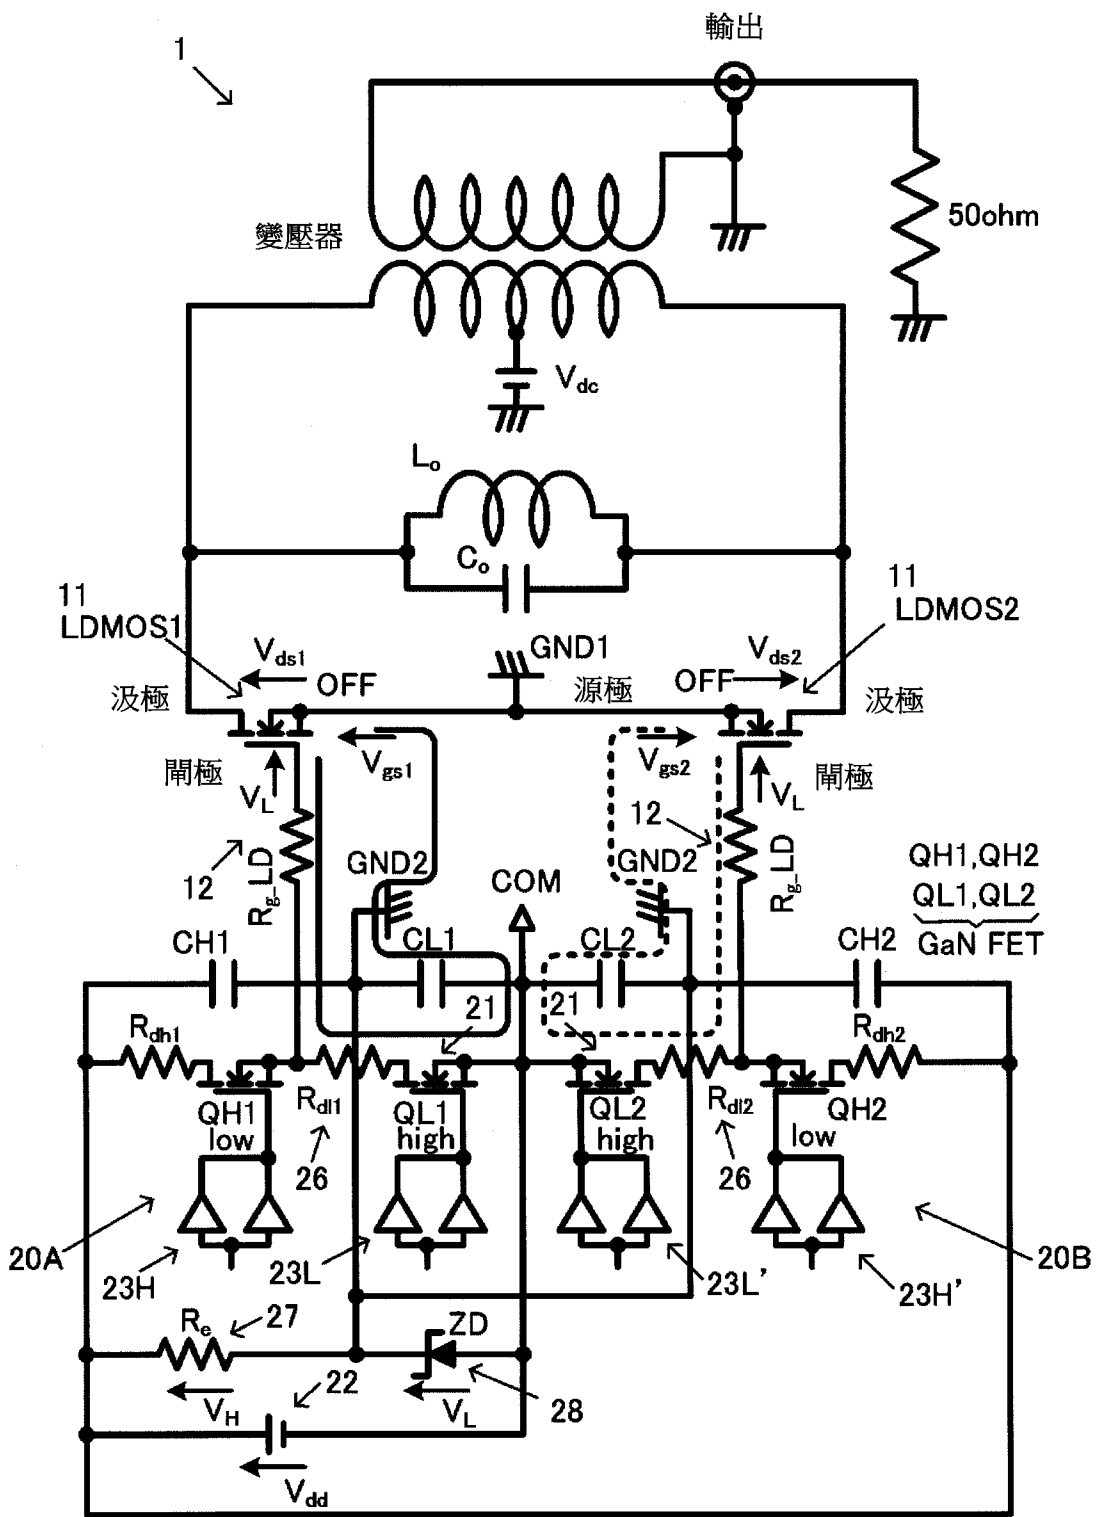 輸出
1
50ohm
變壓器
Vdc
Lo
Co
11
LDMOS1
11
LDMOS2
Vds1
OFF
GND1
源極
OFF
Vds2
汲極
汲極
閘極
VL
Vgs1
Vgs2
VL
閘極
12
Rg_LD
12
Rg_LD
GND2
COM
GND2
QH1,QH2
QL1,QL2
GaN FET
CH1
CL1
CL2
CH2
Rdh1
21
21
Rdh2
QH1
low
Rdl1
QL1
high
QL2
high
Rdl2
QH2
low
26
26
20A
23H
23L
23L'
23H'
20B
Re
27
ZD
VH
22
VL
28
Vdd